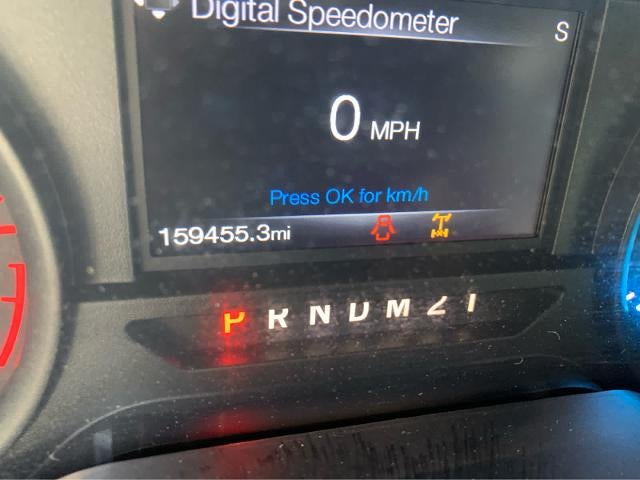 Digital Speedometer
S
0 MPH
Press OK for km/h
159455.3mi
P R N D M 2 1